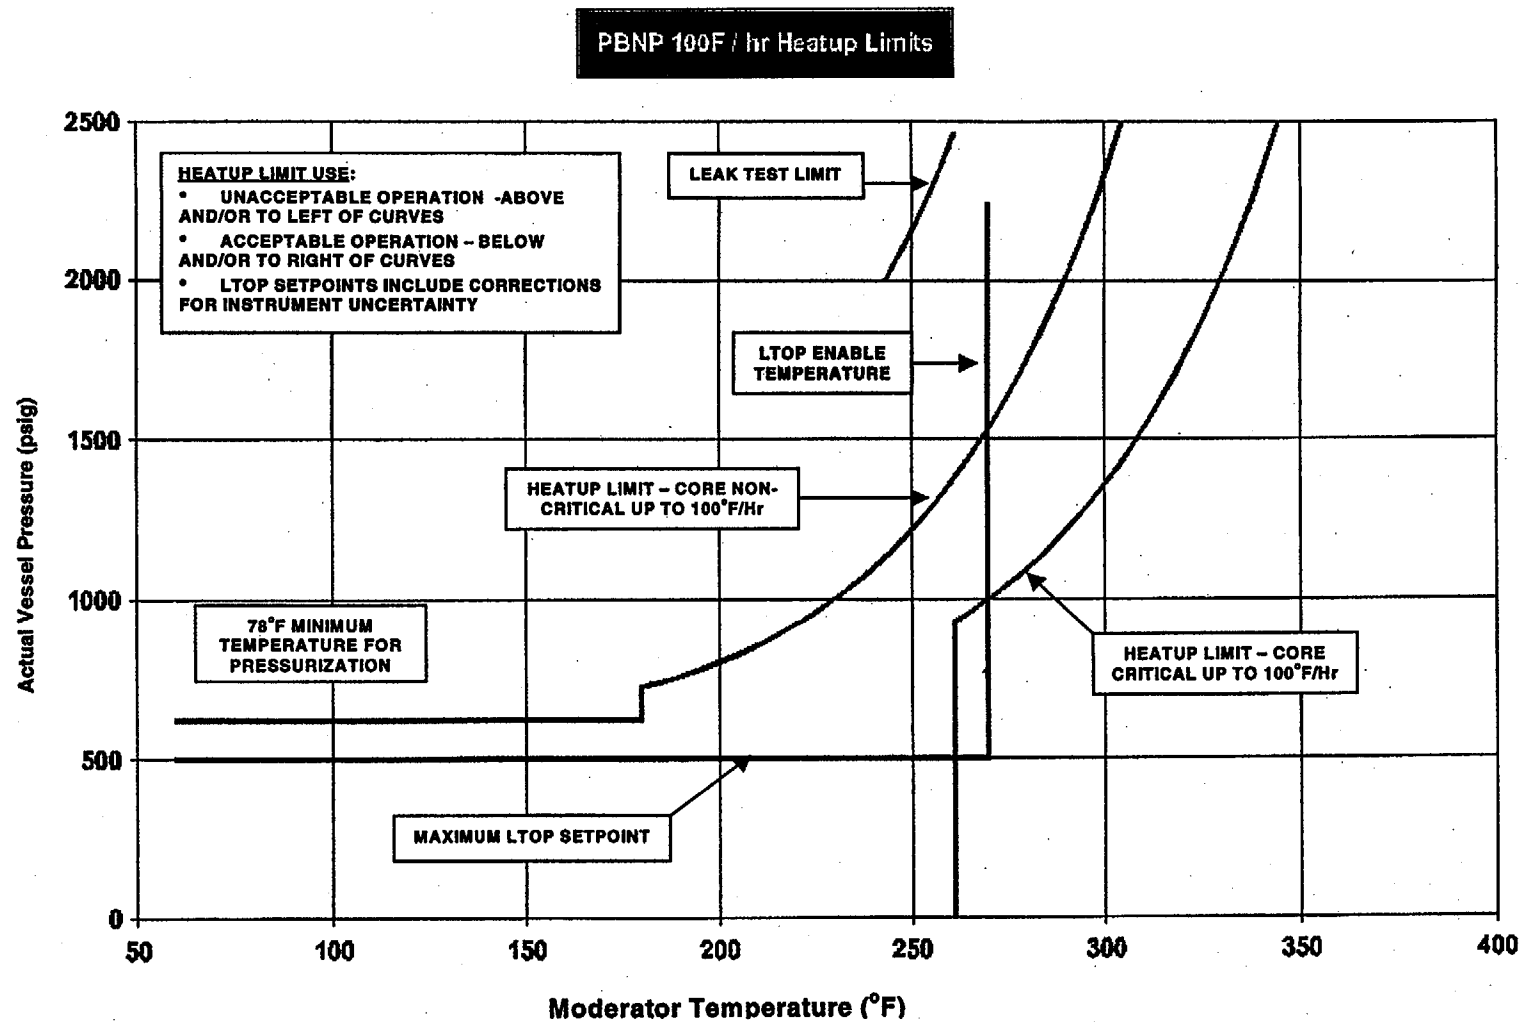 PBNP 100F / hr Heatup Limits
2500
2000
1500
1000
500
0
Actual Vessel Pressure (psig)
HEATUP LIMIT USE:
• UNACCEPTABLE OPERATION -ABOVE
AND/OR TO LEFT OF CURVES
• ACCEPTABLE OPERATION – BELOW
AND/OR TO RIGHT OF CURVES
• LTOP SETPOINTS INCLUDE CORRECTIONS
FOR INSTRUMENT UNCERTAINTY
LEAK TEST LIMIT
LTOP ENABLE
TEMPERATURE
HEATUP LIMIT – CORE NON-
CRITICAL UP TO 100°F/Hr
78°F MINIMUM
TEMPERATURE FOR
PRESSURIZATION
HEATUP LIMIT – CORE
CRITICAL UP TO 100°F/Hr
MAXIMUM LTOP SETPOINT
50 100 150 200 250 300 350 400
Moderator Temperature (°F)